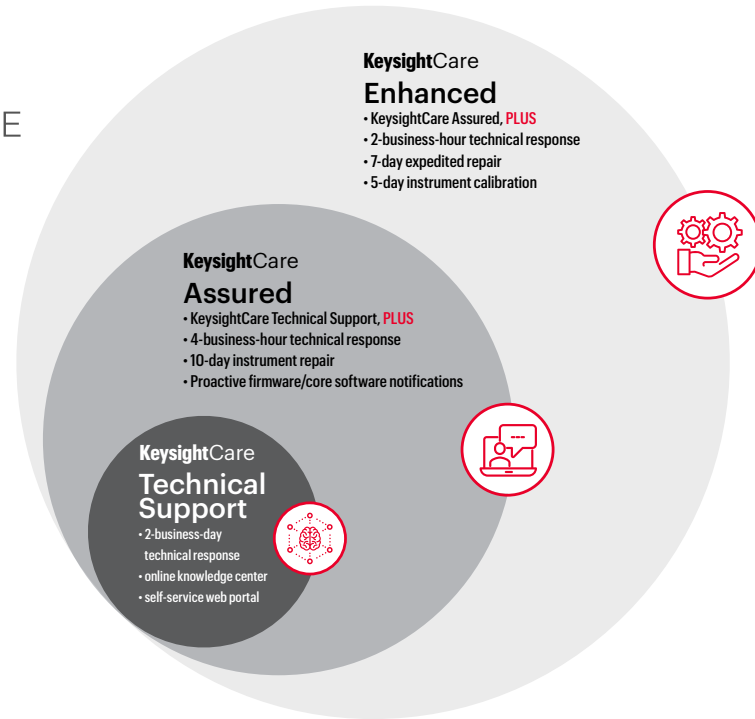 E
KeysightCare
Enhanced
• KeysightCare Assured, PLUS
• 2-business-hour technical response
• 7-day expedited repair
• 5-day instrument calibration
KeysightCare
Assured
• KeysightCare Technical Support, PLUS
• 4-business-hour technical response
• 10-day instrument repair
• Proactive firmware/core software notifications
KeysightCare
Technical
Support
• 2-business-day
technical response
• online knowledge center
• self-service web portal